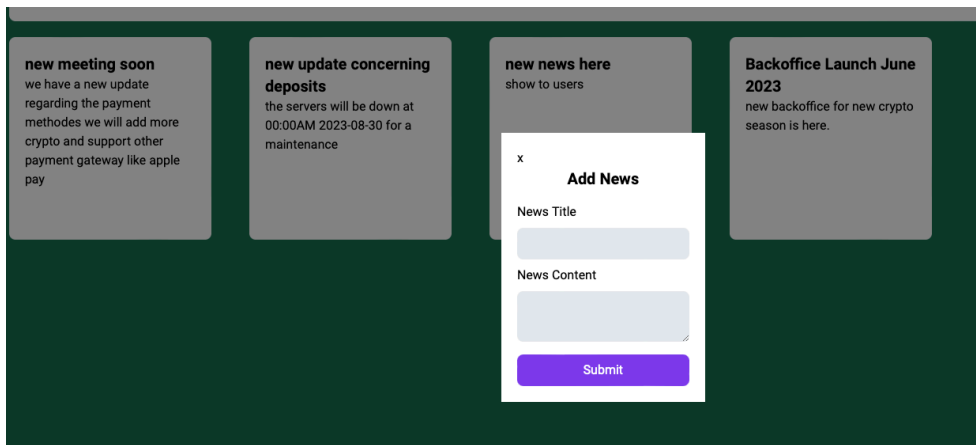 new meeting soon
we have a new update
regarding the payment
methodes we will add more
crypto and support other
payment gateway like apple
pay
new update concerning
deposits
the servers will be down at
00:00AM 2023-08-30 for a
maintenance
new news here
show to users
Backoffice Launch June
2023
new backoffice for new crypto
season is here.
x
Add News
News Title
News Content
Submit